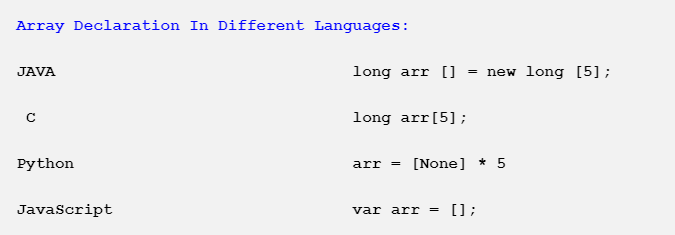 Array Declaration In Different Languages:
JAVA long arr [] = new long [5];
C long arr[5];
Python arr = [None] * 5
JavaScript var arr = [];